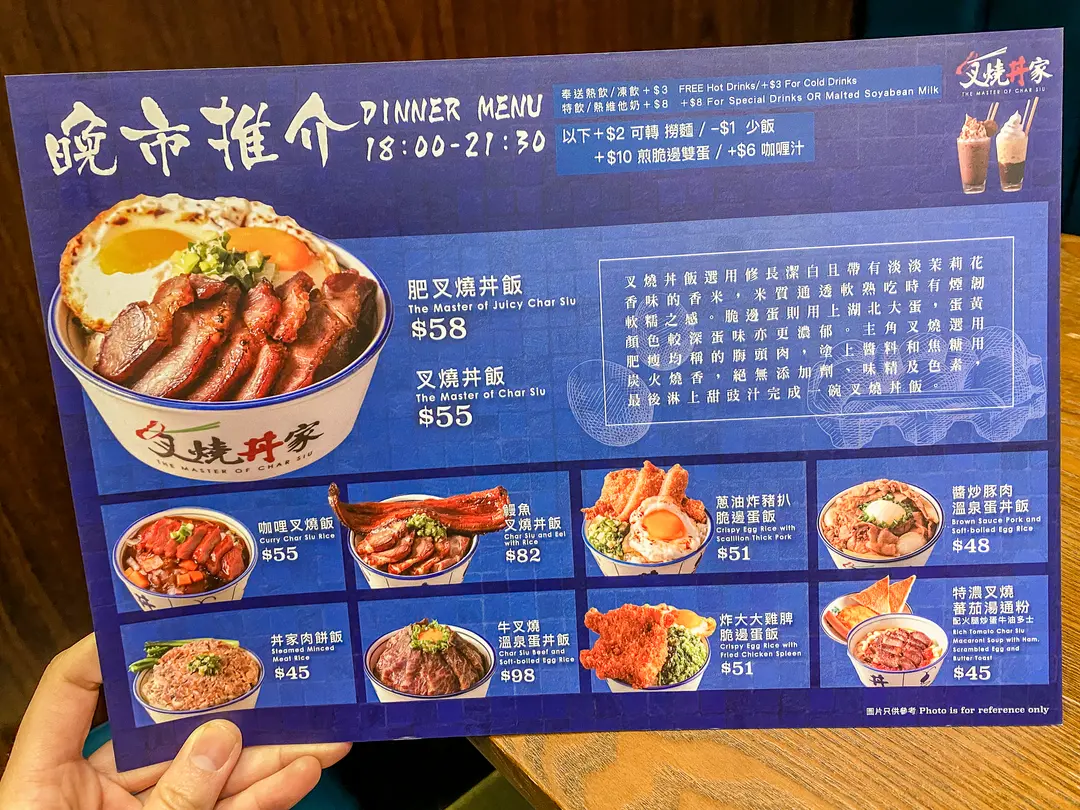 晚市推介
DINNER MENU
18:00-21:30
奉送熱飲/凍飲+$3 FREE Hot Drinks/+$3 For Cold Drinks
特飲/熱維他奶+$8 +$8 For Special Drinks OR Malted Soyabean Milk
以下+$2 可轉 撈麵 / -$1 少飯
+$10 煎脆邊雙蛋 / +$6 咖喱汁
叉燒丼家
THE MASTER OF CHAR SIU
肥叉燒丼飯
The Master of Juicy Char Siu
$58
叉燒丼飯
The Master of Char Siu
$55
叉燒丼飯選用修長潔白且帶有淡淡茉莉花
香味的香米，米質通透軟熟吃時有煙韌
軟糯之感。脆邊蛋則用上湖北大蛋，蛋黃
顏色較深蛋味亦更濃郁。主角叉燒選用
肥瘦均稱的脢頭肉，塗上醬料和焦糖用
炭火燒香，絕無添加劑、味精及色素，
最後淋上甜豉汁完成一碗叉燒丼飯。
叉燒丼家
THE MASTER OF CHAR SIU
咖哩叉燒飯
Curry Char Siu Rice
$55
鰻魚
叉燒丼飯
Char Siu and Eel
with Rice
$82
蔥油炸豬扒
脆邊蛋飯
Crispy Egg Rice with
Scallion Thick Pork
$51
醬炒豚肉
溫泉蛋丼飯
Brown Sauce Pork and
Soft-boiled Egg Rice
$48
丼家肉餅飯
Steamed Minced
Meat Rice
$45
牛叉燒
溫泉蛋丼飯
Char Siu Beef and
Soft-boiled Egg Rice
$98
炸大大雞脾
脆邊蛋飯
Crispy Egg Rice with
Fried Chicken Spleen
$51
特濃叉燒
蕃茄湯通粉
配火腿炒蛋牛油多士
Rich Tomato Char Siu
Macaroni Soup with Ham,
Scrambled Egg and
Butter Toast
$45
圖片只供參考 Photo is for reference only